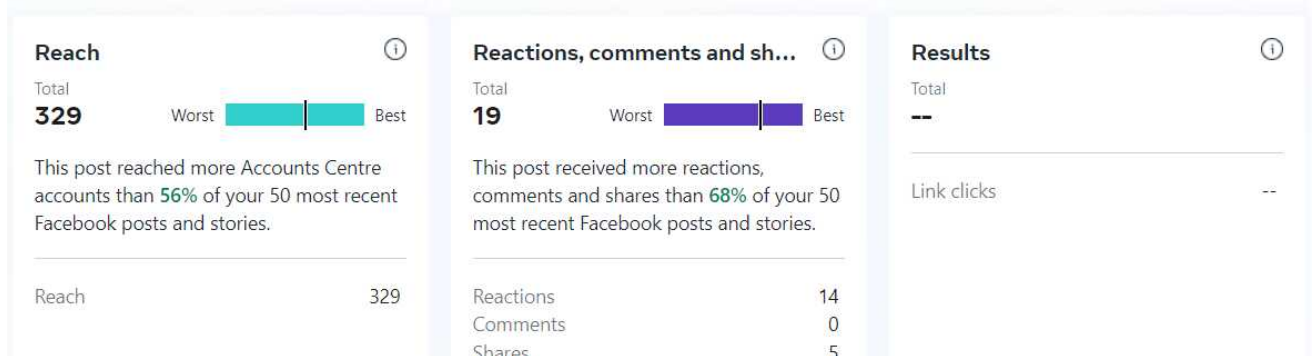 Reach
Total
329
Worst
Best
This post reached more Accounts Centre
accounts than 56% of your 50 most recent
Facebook posts and stories.
Reach 329
Reactions, comments and sh...
Total
19
Worst
Best
This post received more reactions,
comments and shares than 68% of your 50
most recent Facebook posts and stories.
Reactions 14
Comments 0
Shares 5
Results
Total
--
Link clicks --